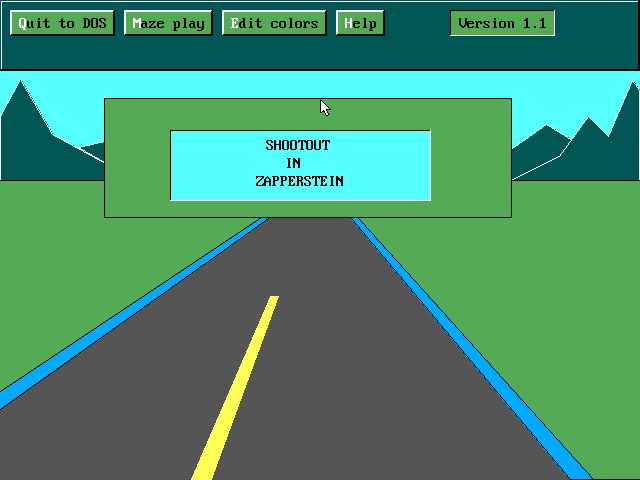 Quit to DOS Maze play Edit colors Help Version 1.1
SHOOTOUT
IN
ZAPPERSTEIN